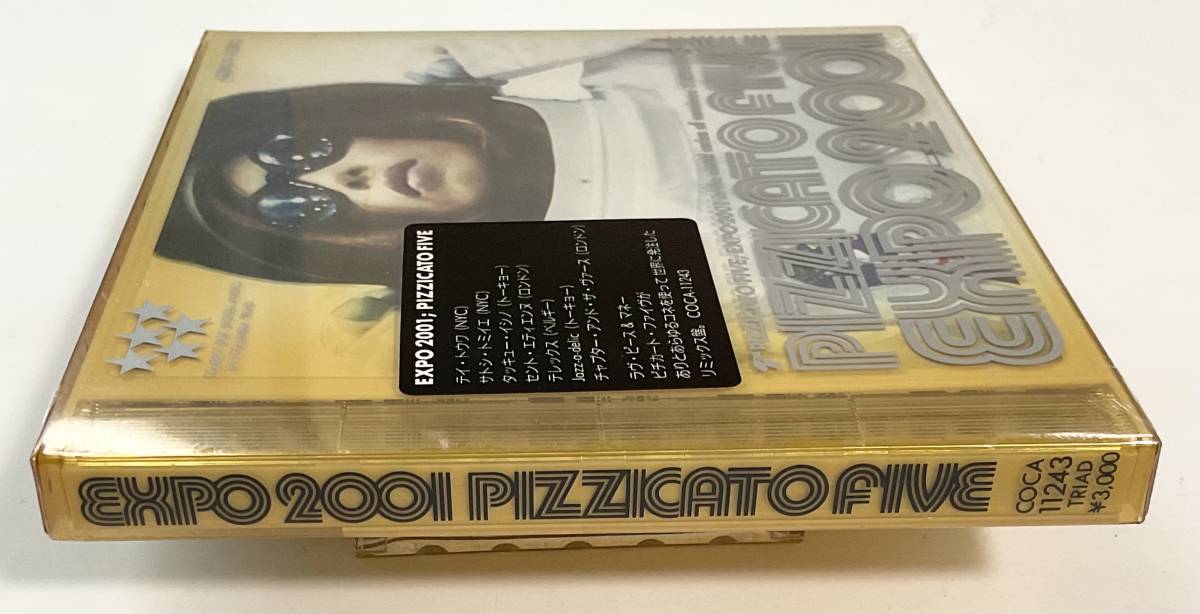 PIZZICATO FIVE
EXPO 2001
EXPO 2001; PIZZICATO FIVE
テイ・トウワ (NYC)
サトシ・トミイエ (NYC)
タッチュー・イイノ (トーキョー)
セント・エティエンヌ (ロンドン)
テレックス (ベルギー)
Jazz-a-delic (トーキョー)
チャプター・アンド・ザ・ヴァース (ロンドン)
ラヴ・ピース & マネー
ピチカート・ファイヴが
ありとあらゆるコネを使って世界に発注した
リミックス盤。 COCA-11243
EXPO 2001 PIZZICATO FIVE
COCA
11243
TRIAD
¥3,000